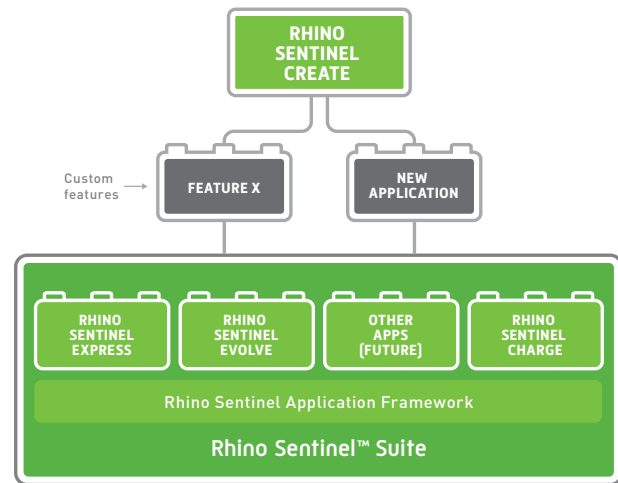 RHINO
SENTINEL
CREATE
Custom
features
FEATURE X
NEW
APPLICATION
RHINO
SENTINEL
EXPRESS
RHINO
SENTINEL
EVOLVE
OTHER
APPS
(FUTURE)
RHINO
SENTINEL
CHARGE
Rhino Sentinel Application Framework
Rhino Sentinel™ Suite